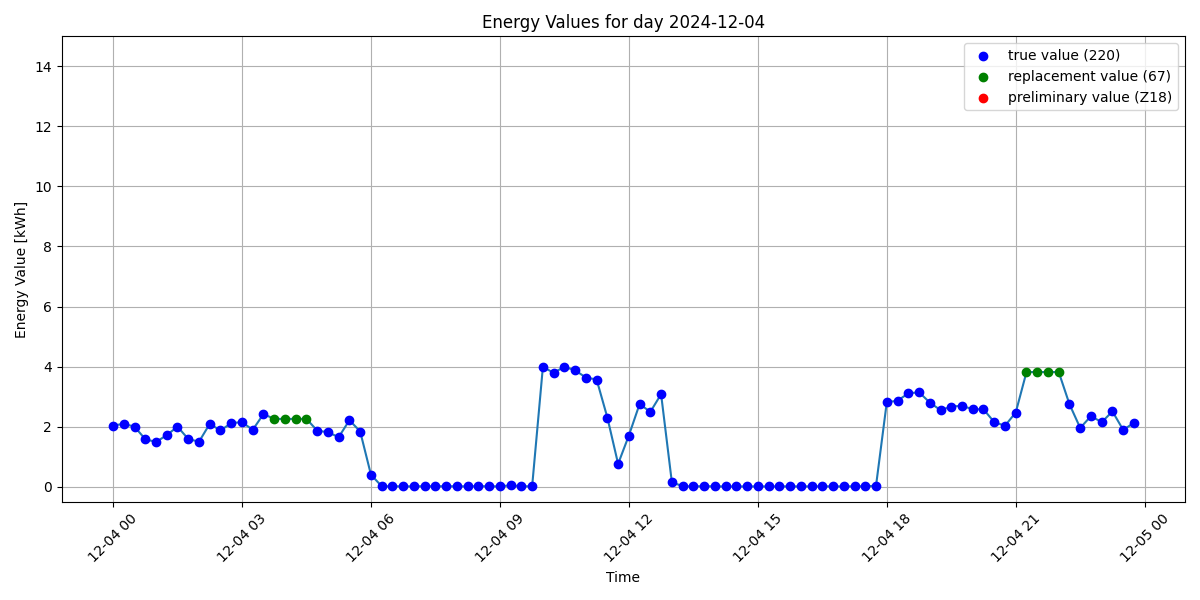 Energy Values for day 2024-12-04
true value (220)
replacement value (67)
preliminary value (Z18)
Energy Value [kWh]
14
12
10
8
6
4
2
0
12-04 00
12-04 03
12-04 06
12-04 09
12-04 12
12-04 15
12-04 18
12-04 21
12-05 00
Time